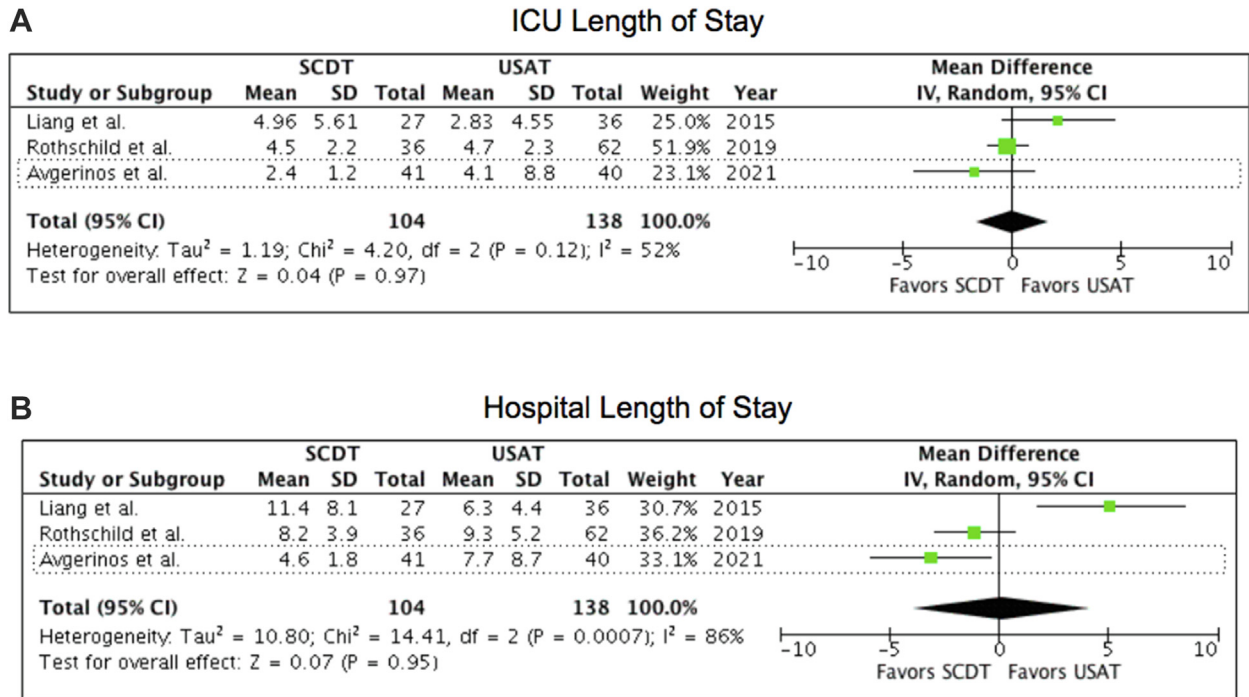 A
ICU Length of Stay
SCDT USAT Mean Difference
Study or Subgroup Mean SD Total Mean SD Total Weight Year IV, Random, 95% CI
Liang et al. 4.96 5.61 27 2.83 4.55 36 25.0% 2015
Rothschild et al. 4.5 2.2 36 4.7 2.3 62 51.9% 2019
Avgerinos et al. 2.4 1.2 41 4.1 8.8 40 23.1% 2021
Total (95% CI) 104 138 100.0%
Heterogeneity: Tau² = 1.19; Chi² = 4.20, df = 2 (P = 0.12); I² = 52%
Test for overall effect: Z = 0.04 (P = 0.97)
-10 -5 0 5 10
Favors SCDT Favors USAT
B
Hospital Length of Stay
SCDT USAT Mean Difference
Study or Subgroup Mean SD Total Mean SD Total Weight Year IV, Random, 95% CI
Liang et al. 11.4 8.1 27 6.3 4.4 36 30.7% 2015
Rothschild et al. 8.2 3.9 36 9.3 5.2 62 36.2% 2019
Avgerinos et al. 4.6 1.8 41 7.7 8.7 40 33.1% 2021
Total (95% CI) 104 138 100.0%
Heterogeneity: Tau² = 10.80; Chi² = 14.41, df = 2 (P = 0.0007); I² = 86%
Test for overall effect: Z = 0.07 (P = 0.95)
-10 -5 0 5 10
Favors SCDT Favors USAT